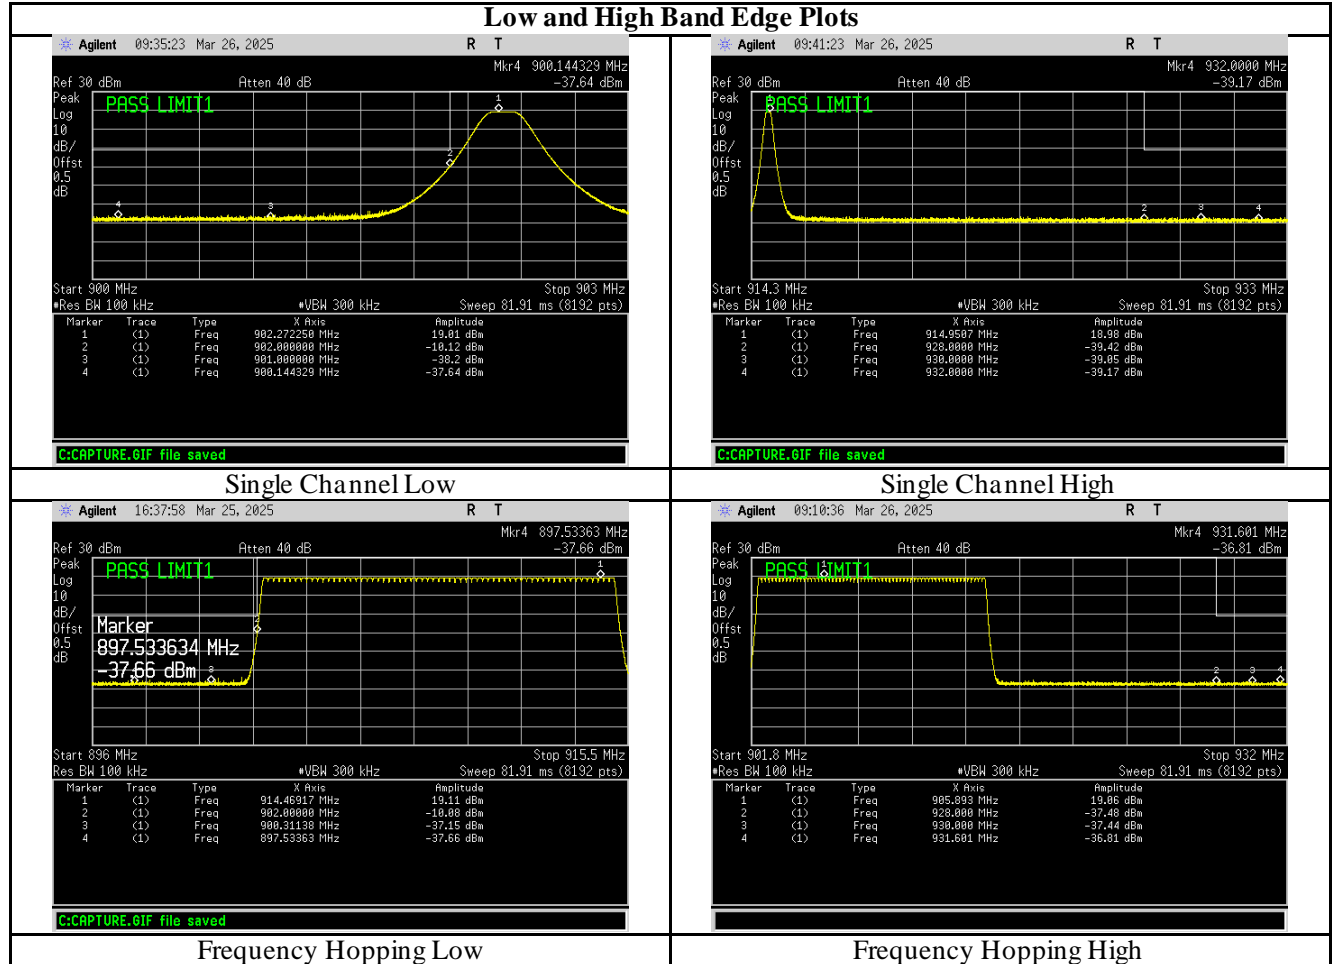 Low and High Band Edge Plots
Agilent 09:35:23 Mar 26, 2025 R T
Mkr4 900.144329 MHz
Ref 30 dBm Atten 40 dB -37.64 dBm
Peak
Log
10
dB/
Offst
0.5
dB
PASS LIMIT1
1
2
3
4
Start 900 MHz Stop 903 MHz
#Res BW 100 kHz #VBW 300 kHz Sweep 81.91 ms (8192 pts)
Marker Trace Type X Axis Amplitude
1 (1) Freq 902.272250 MHz 19.01 dBm
2 (1) Freq 902.000000 MHz -10.12 dBm
3 (1) Freq 901.000000 MHz -38.2 dBm
4 (1) Freq 900.144329 MHz -37.64 dBm
C:CAPTURE.GIF file saved
Single Channel Low
Agilent 09:41:23 Mar 26, 2025 R T
Mkr4 932.0000 MHz
Ref 30 dBm Atten 40 dB -39.17 dBm
Peak
Log
10
dB/
Offst
0.5
dB
PASS LIMIT1
2
3
4
Start 914.3 MHz Stop 933 MHz
#Res BW 100 kHz #VBW 300 kHz Sweep 81.91 ms (8192 pts)
Marker Trace Type X Axis Amplitude
1 (1) Freq 914.9507 MHz 18.98 dBm
2 (1) Freq 928.0000 MHz -39.42 dBm
3 (1) Freq 930.0000 MHz -39.05 dBm
4 (1) Freq 932.0000 MHz -39.17 dBm
C:CAPTURE.GIF file saved
Single Channel High
Agilent 16:37:58 Mar 25, 2025 R T
Mkr4 897.53363 MHz
Ref 30 dBm Atten 40 dB -37.66 dBm
Peak
Log
10
dB/
Offst
0.5
dB
PASS LIMIT1
1
2
Marker
897.533634 MHz
-37.66 dBm
3
Start 896 MHz Stop 915.5 MHz
Res BW 100 kHz #VBW 300 kHz Sweep 81.91 ms (8192 pts)
Marker Trace Type X Axis Amplitude
1 (1) Freq 914.46917 MHz 19.11 dBm
2 (1) Freq 902.00000 MHz -10.08 dBm
3 (1) Freq 900.31138 MHz -37.15 dBm
4 (1) Freq 897.53363 MHz -37.66 dBm
C:CAPTURE.GIF file saved
Frequency Hopping Low
Agilent 09:10:36 Mar 26, 2025 R T
Mkr4 931.601 MHz
Ref 30 dBm Atten 40 dB -36.81 dBm
Peak
Log
10
dB/
Offst
0.5
dB
PASS LIMIT1
1
2
3
4
Start 901.8 MHz Stop 932 MHz
#Res BW 100 kHz #VBW 300 kHz Sweep 81.91 ms (8192 pts)
Marker Trace Type X Axis Amplitude
1 (1) Freq 905.893 MHz 19.06 dBm
2 (1) Freq 928.000 MHz -37.48 dBm
3 (1) Freq 930.000 MHz -37.44 dBm
4 (1) Freq 931.601 MHz -36.81 dBm
Frequency Hopping High